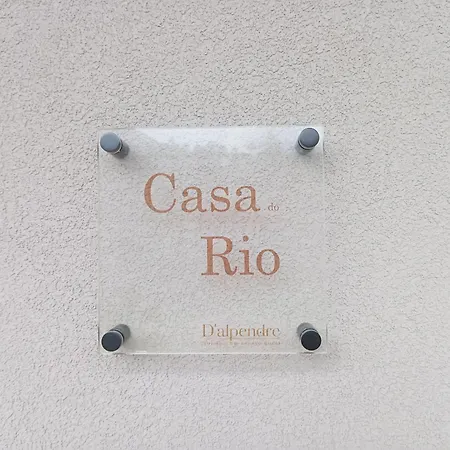 Casa do
Rio
D'alpendre